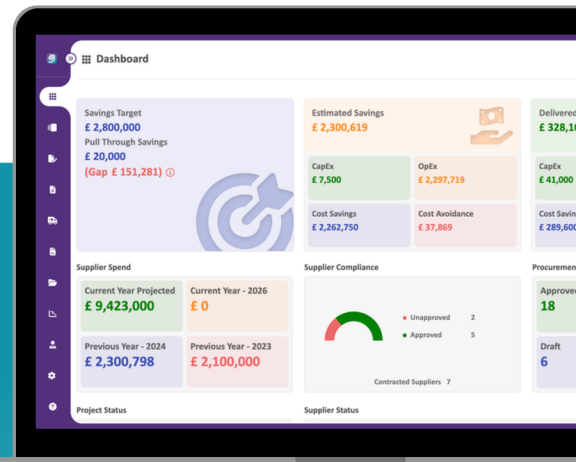 Dashboard
Savings Target
£ 2,800,000
Pull Through Savings
£ 20,000
(Gap £ 151,281)
Estimated Savings
£ 2,300,619
CapEx
£ 7,500
OpEx
£ 2,297,719
Cost Savings
£ 2,262,750
Cost Avoidance
£ 37,869
Delivered
£ 328,1
CapEx
£ 41,000
Cost Savin
£ 289,600
Supplier Spend
Current Year Projected
£ 9,423,000
Current Year - 2026
£ 0
Previous Year - 2024
£ 2,300,798
Previous Year - 2023
£ 2,100,000
Supplier Compliance
Unapproved 2
Approved 5
Contracted Suppliers 7
Procuremen
Approved
18
Draft
6
Project Status
Supplier Status